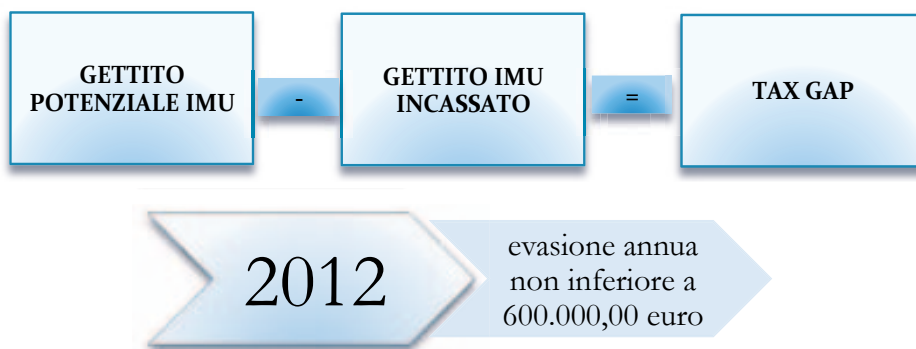 GETTITO
POTENZIALE IMU
-
GETTITO IMU
INCASSATO
=
TAX GAP
2012
evasione annua
non inferiore a
600.000,00 euro